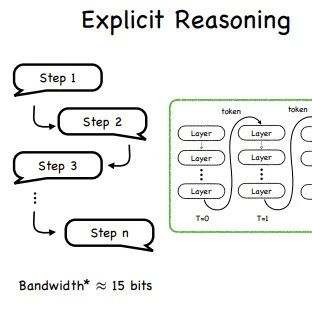 Explicit Reasoning
Step 1
Step 2
Step 3
Step n
token
token
Layer
Layer
Layer
Layer
Layer
Layer
T=0
T=1
Bandwidth* ≈ 15 bits